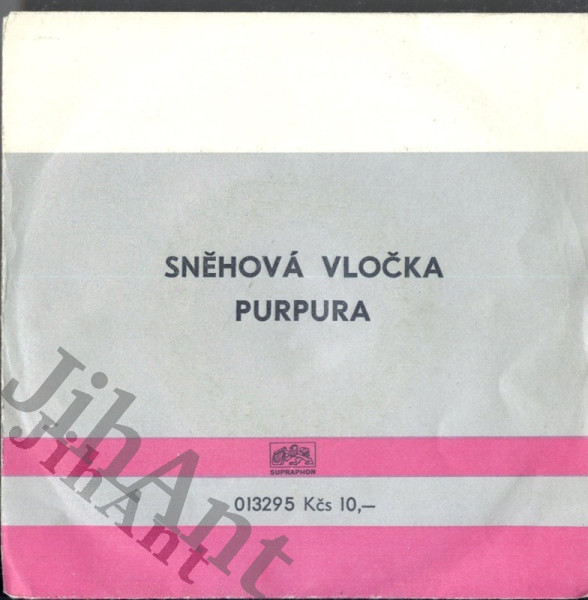 SNĚHOVÁ VLOČKA
PURPURA
SUPRAPHON
013295 Kčs 10,—
JihAnt
JihAnt